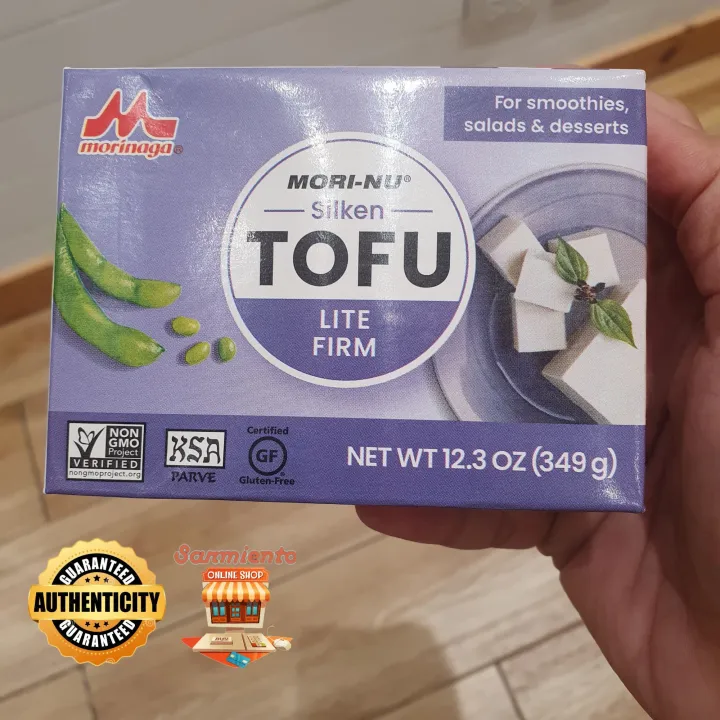 morinaga®
For smoothies,
salads & desserts
MORI-NU®
Silken
TOFU
LITE
FIRM
NON
GMO
Project
VERIFIED
nongmoproject.org
KSA
PARVE
Certified
GF
Gluten-Free
NET WT 12.3 OZ (349 g)
GUARANTEED
AUTHENTICITY
GUARANTEED
Sarmiento
ONLINE SHOP